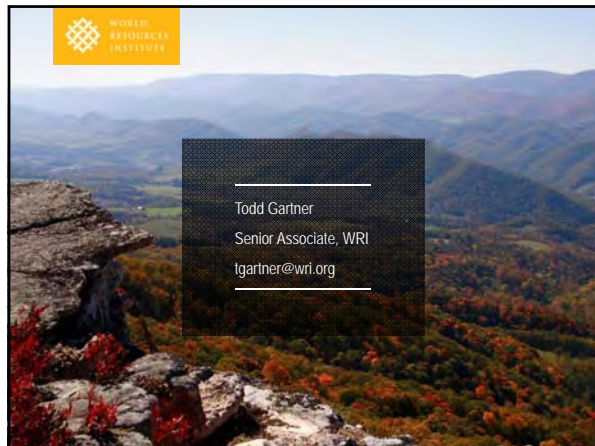 WORLD
RESOURCES
INSTITUTE
Todd Gartner
Senior Associate, WRI
tgartner@wri.org